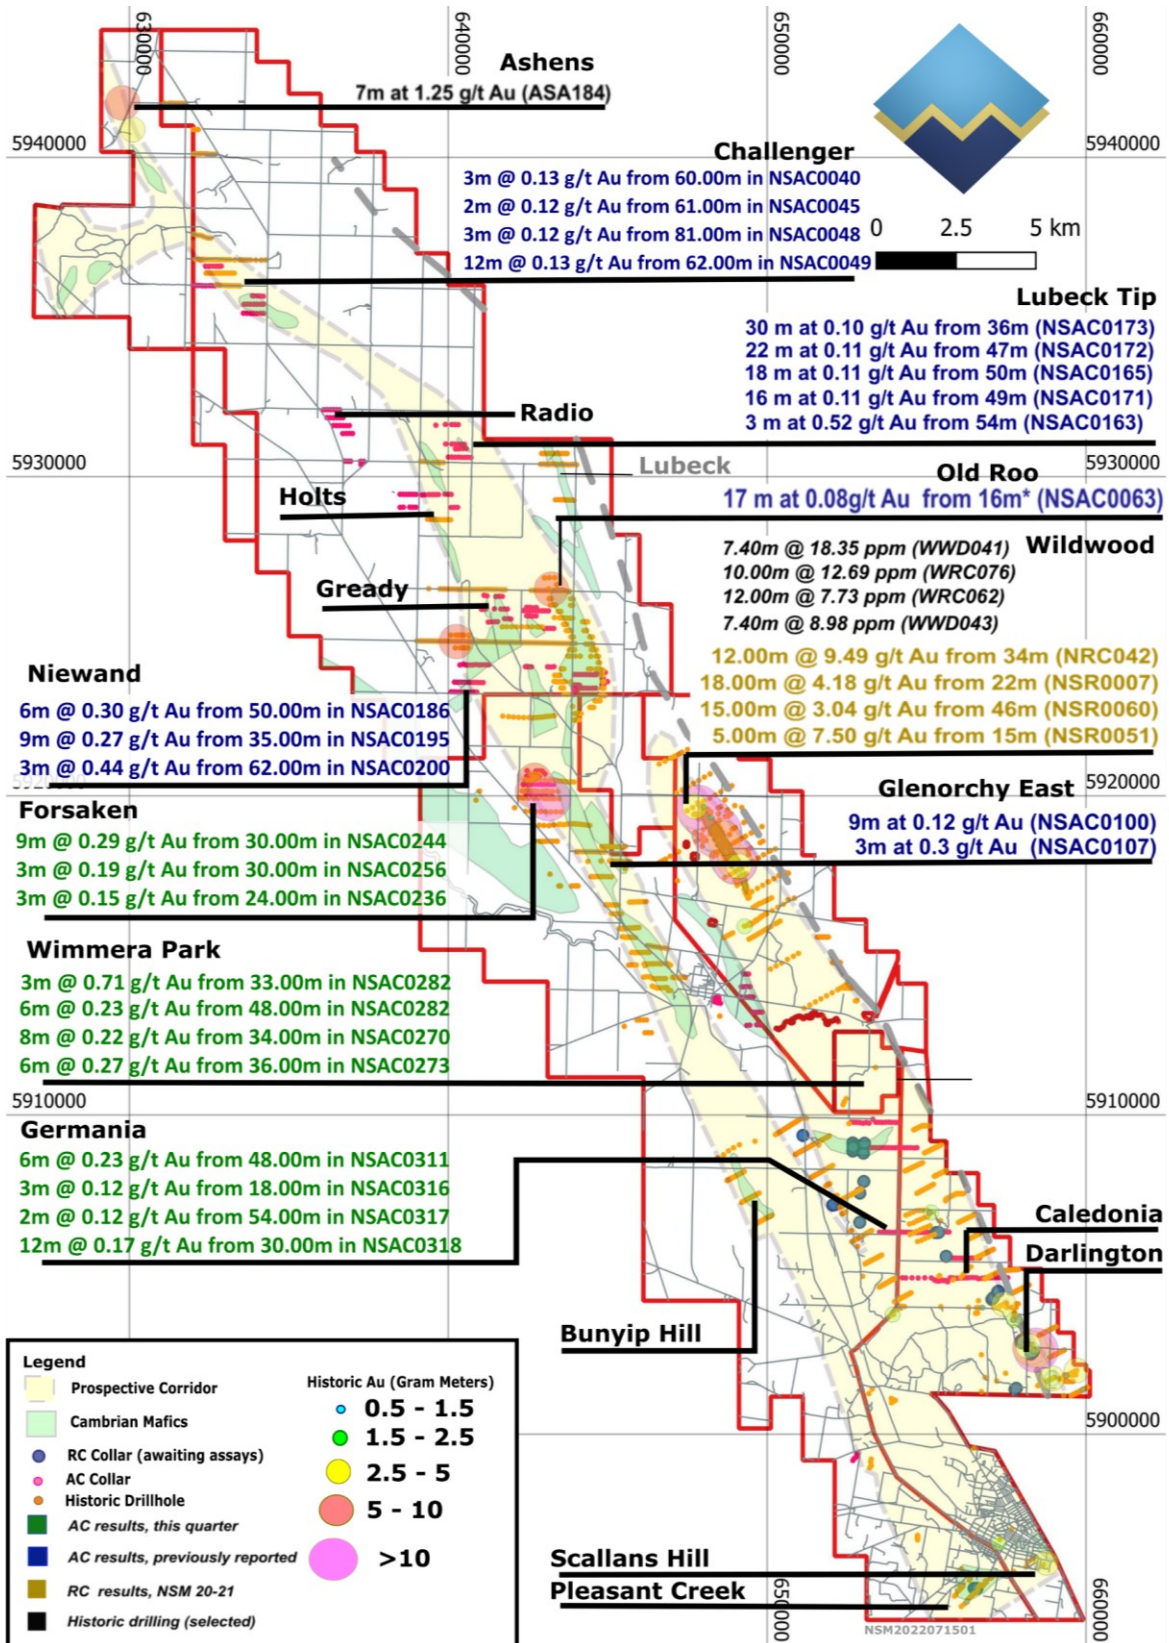 630000
640000
650000
660000
Ashens
7m at 1.25 g/t Au (ASA184)
5940000
5940000
Challenger
3m @ 0.13 g/t Au from 60.00m in NSAC0040
2m @ 0.12 g/t Au from 61.00m in NSAC0045
3m @ 0.12 g/t Au from 81.00m in NSAC0048
12m @ 0.13 g/t Au from 62.00m in NSAC0049
0 2.5 5 km
Lubeck Tip
30 m at 0.10 g/t Au from 36m (NSAC0173)
22 m at 0.11 g/t Au from 47m (NSAC0172)
18 m at 0.11 g/t Au from 50m (NSAC0165)
16 m at 0.11 g/t Au from 49m (NSAC0171)
3 m at 0.52 g/t Au from 54m (NSAC0163)
Radio
5930000
5930000
Lubeck
Old Roo
17 m at 0.08g/t Au from 16m* (NSAC0063)
Holts
Wildwood
7.40m @ 18.35 ppm (WWD041)
10.00m @ 12.69 ppm (WRC076)
12.00m @ 7.73 ppm (WRC062)
7.40m @ 8.98 ppm (WWD043)
12.00m @ 9.49 g/t Au from 34m (NRC042)
18.00m @ 4.18 g/t Au from 22m (NSR0007)
15.00m @ 3.04 g/t Au from 46m (NSR0060)
5.00m @ 7.50 g/t Au from 15m (NSR0051)
Gready
Niewand
6m @ 0.30 g/t Au from 50.00m in NSAC0186
9m @ 0.27 g/t Au from 35.00m in NSAC0195
3m @ 0.44 g/t Au from 62.00m in NSAC0200
5920000
5920000
Glenorchy East
9m at 0.12 g/t Au (NSAC0100)
3m at 0.3 g/t Au (NSAC0107)
Forsaken
9m @ 0.29 g/t Au from 30.00m in NSAC0244
3m @ 0.19 g/t Au from 30.00m in NSAC0256
3m @ 0.15 g/t Au from 24.00m in NSAC0236
Wimmera Park
3m @ 0.71 g/t Au from 33.00m in NSAC0282
6m @ 0.23 g/t Au from 48.00m in NSAC0282
8m @ 0.22 g/t Au from 34.00m in NSAC0270
6m @ 0.27 g/t Au from 36.00m in NSAC0273
5910000
5910000
Germania
6m @ 0.23 g/t Au from 48.00m in NSAC0311
3m @ 0.12 g/t Au from 18.00m in NSAC0316
2m @ 0.12 g/t Au from 54.00m in NSAC0317
12m @ 0.17 g/t Au from 30.00m in NSAC0318
Caledonia
Darlington
Bunyip Hill
5900000
Legend
Prospective Corridor
Cambrian Mafics
RC Collar (awaiting assays)
AC Collar
Historic Drillhole
AC results, this quarter
AC results, previously reported
RC results, NSM 20-21
Historic drilling (selected)
Historic Au (Gram Meters)
0.5 - 1.5
1.5 - 2.5
2.5 - 5
5 - 10
>10
Scallans Hill
Pleasant Creek
650000
660000
NSM2022071501